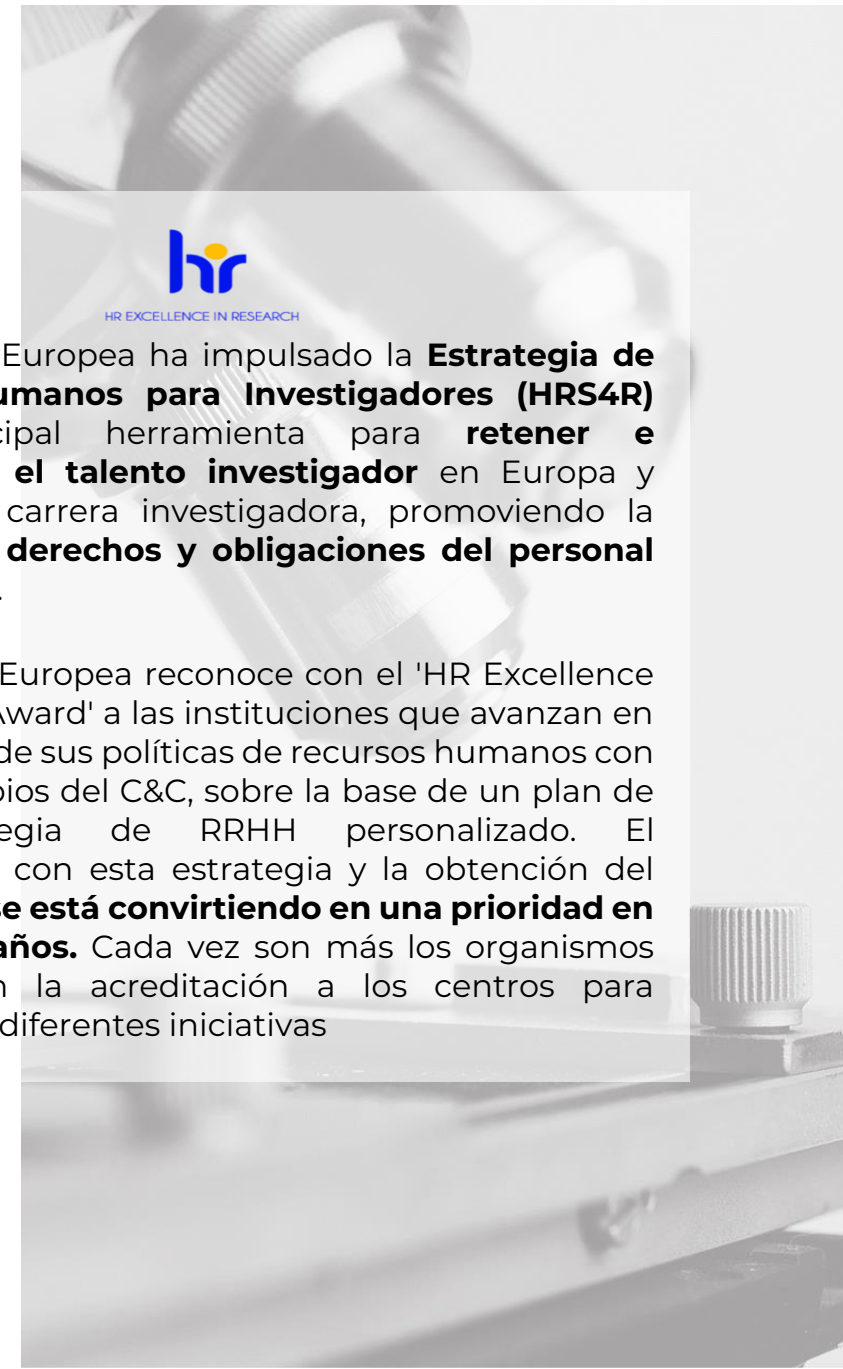 hr
HR EXCELLENCE IN RESEARCH
Europea ha impulsado la Estrategia de
umanos para Investigadores (HRS4R)
cipal herramienta para retener e
el talento investigador en Europa y
carrera investigadora, promoviendo la
derechos y obligaciones del personal
.
Europea reconoce con el 'HR Excellence
Award' a las instituciones que avanzan en
de sus políticas de recursos humanos con
pios del C&C, sobre la base de un plan de
egia de RRHH personalizado. El
con esta estrategia y la obtención del
se está convirtiendo en una prioridad en
años. Cada vez son más los organismos
n la acreditación a los centros para
diferentes iniciativas